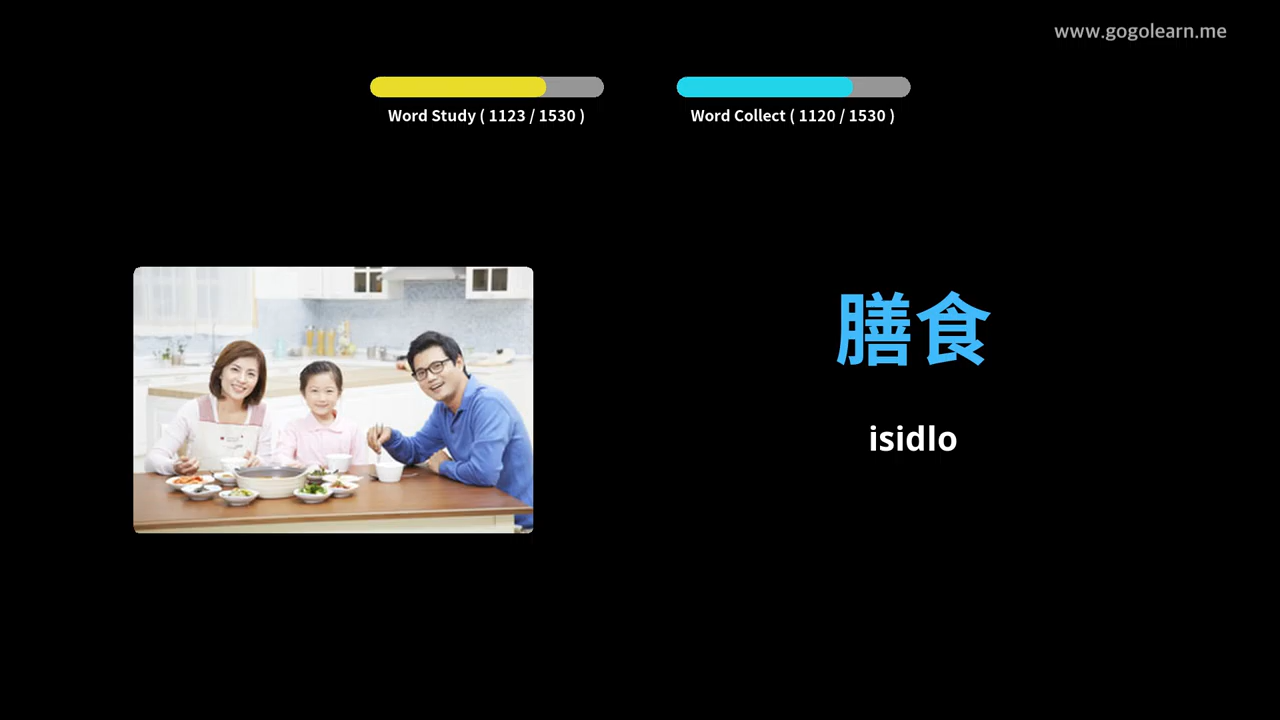 www.gogolearn.me
Word Study ( 1123 / 1530 )
Word Collect ( 1120 / 1530 )
膳食
isidlo